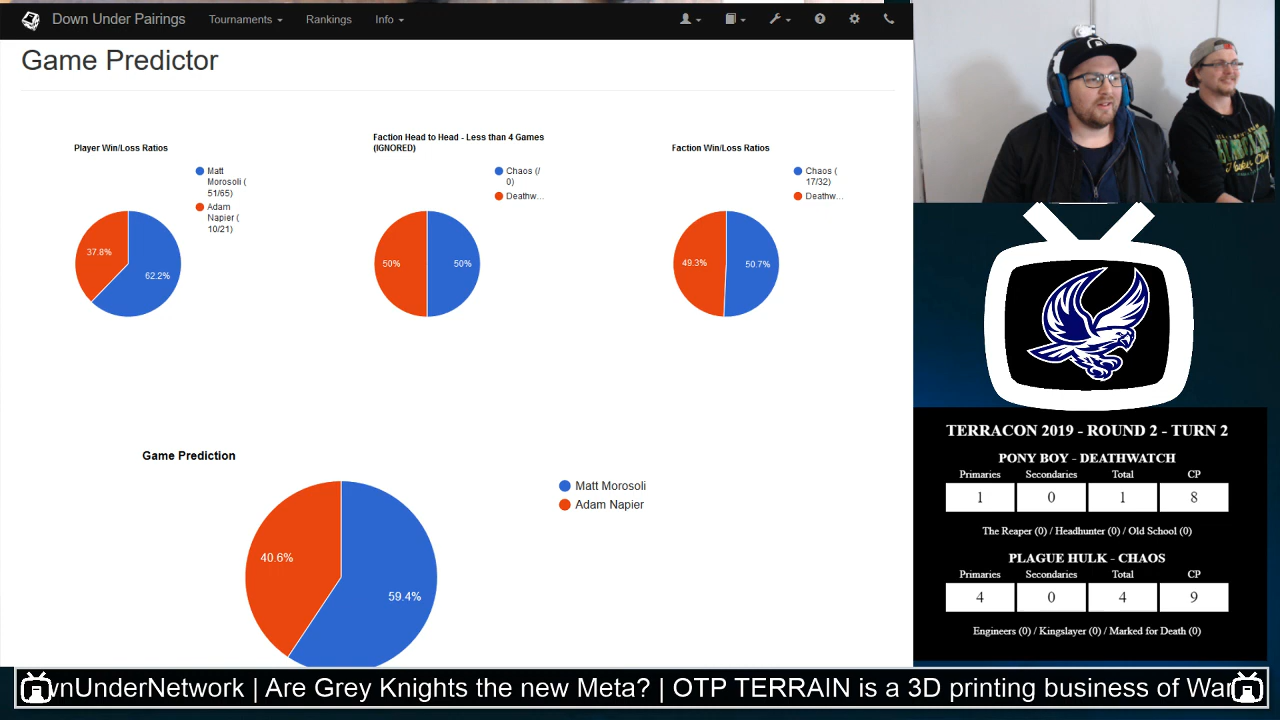 Down Under Pairings Tournaments Rankings Info
Game Predictor
Player Win/Loss Ratios
Matt
Morosoli (
51/65)
Adam
Napier (
10/21)
37.8%
62.2%
Faction Head to Head - Less than 4 Games
(IGNORED)
Chaos (/
0)
Deathw...
50%
50%
Faction Win/Loss Ratios
Chaos (
17/32)
Deathw...
49.3%
50.7%
Game Prediction
Matt Morosoli
Adam Napier
40.6%
59.4%
TERRACON 2019 - ROUND 2 - TURN 2
PONY BOY - DEATHWATCH
Primaries Secondaries Total CP
1 0 1 8
The Reaper (0) / Headhunter (0) / Old School (0)
PLAGUE HULK - CHAOS
Primaries Secondaries Total CP
4 0 4 9
Engineers (0) / Kingslayer (0) / Marked for Death (0)
wnUnderNetwork | Are Grey Knights the new Meta? | OTP TERRAIN is a 3D printing business of War